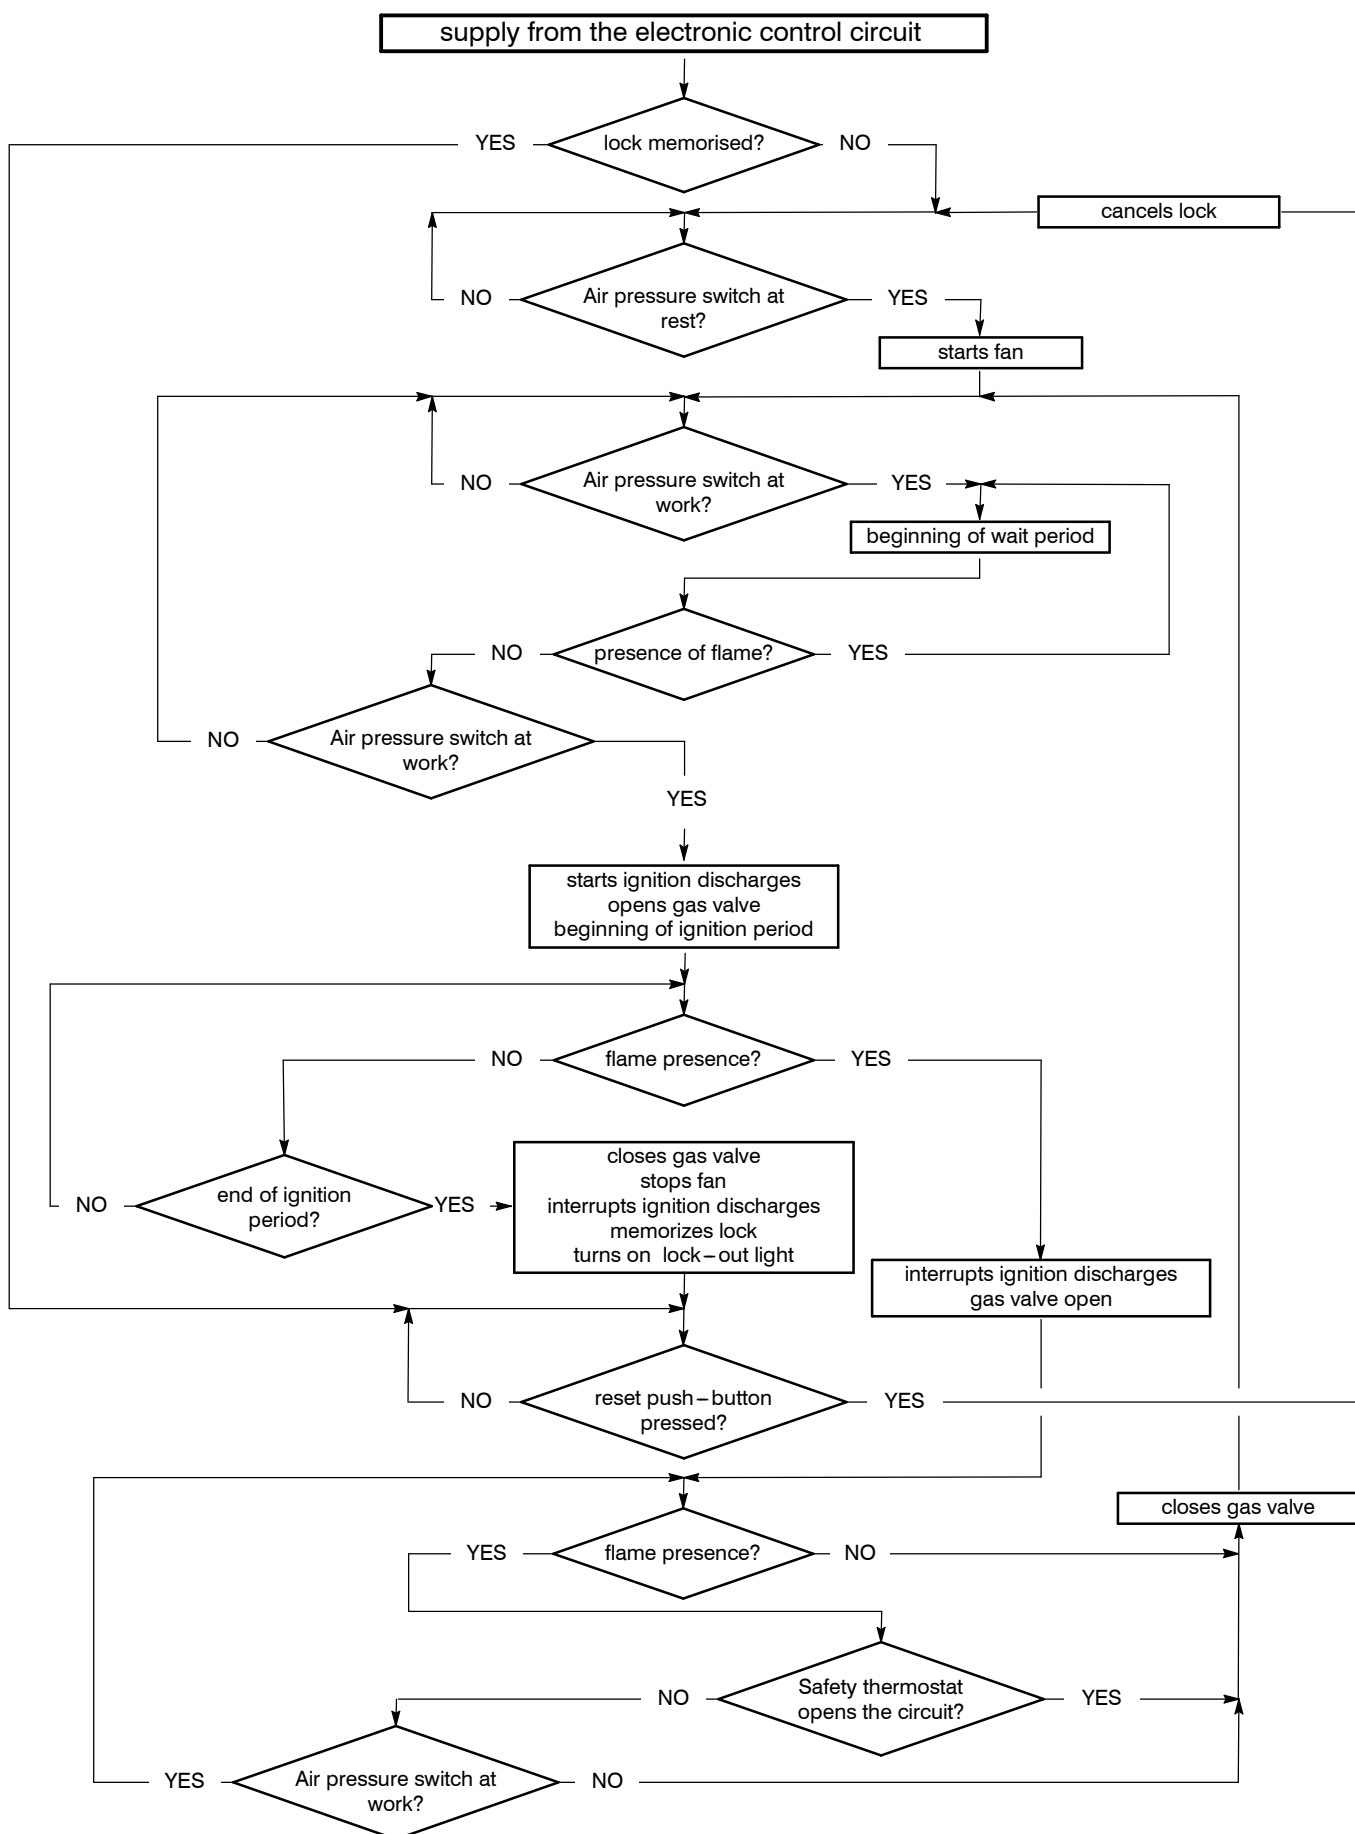 supply from the electronic control circuit
YES
lock memorised?
NO
cancels lock
NO
Air pressure switch at
rest?
YES
starts fan
NO
Air pressure switch at
work?
YES
beginning of wait period
NO
presence of flame?
YES
NO
Air pressure switch at
work?
YES
starts ignition discharges
opens gas valve
beginning of ignition period
NO
flame presence?
YES
NO
end of ignition
period?
YES
closes gas valve
stops fan
interrupts ignition discharges
memorizes lock
turns on lock–out light
interrupts ignition discharges
gas valve open
NO
reset push–button
pressed?
YES
closes gas valve
YES
flame presence?
NO
NO
Safety thermostat
opens the circuit?
YES
YES
Air pressure switch at
work?
NO